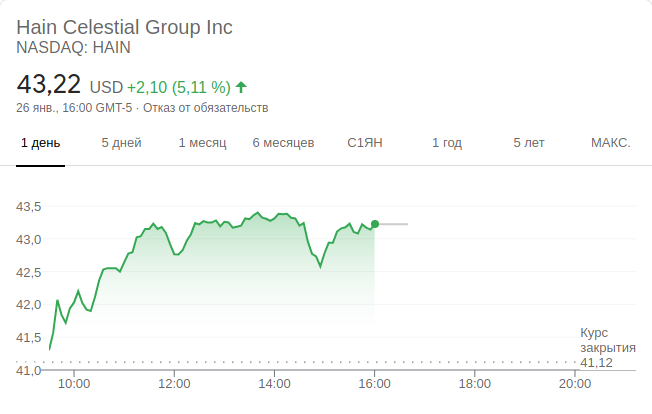 Hain Celestial Group Inc
NASDAQ: HAIN
43,22 USD +2,10 (5,11 %)
26 янв., 16:00 GMT-5 · Отказ от обязательств
1 день 5 дней 1 месяц 6 месяцев С1ЯН 1 год 5 лет МАКС.
43,5
43,0
42,5
42,0
41,5
Курс
закрытия
41,12
41,0
10:00 12:00 14:00 16:00 18:00 20:00